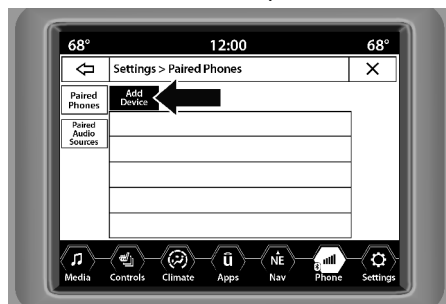 68° 12:00 68°
Settings > Paired Phones X
Paired
Phones
Add
Device
Paired
Audio
Sources
û NE
Media Controls Climate Apps Nav Phone Settings